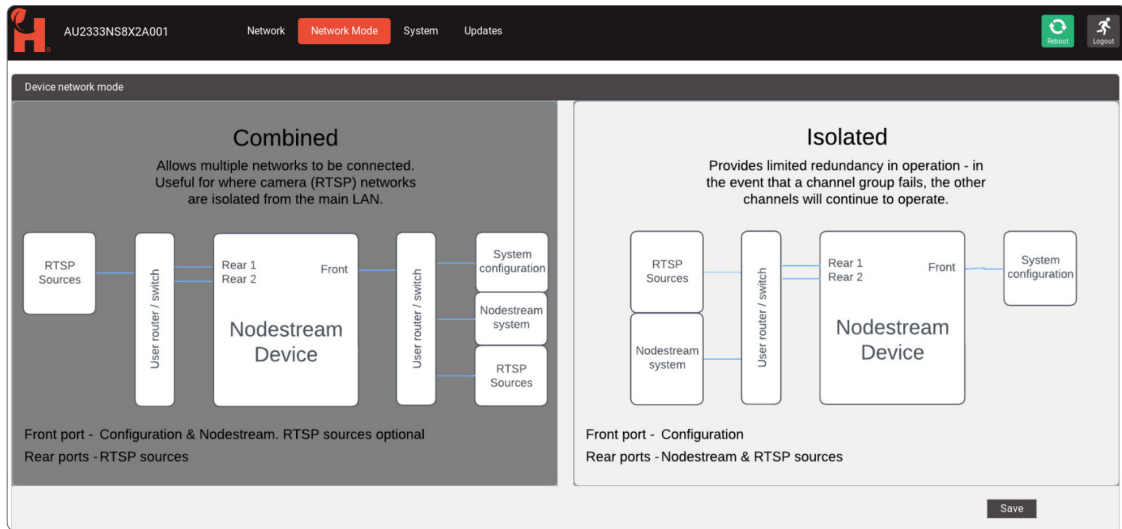 AU2333NS8X2A001
Network
Network Mode
System
Updates
Reboot
Logout
Device network mode
Combined
Allows multiple networks to be connected.
Useful for where camera (RTSP) networks
are isolated from the main LAN.
RTSP
Sources
User router / switch
Rear 1
Rear 2
Front
Nodestream
Device
User router / switch
System
configuration
Nodestream
system
RTSP
Sources
Front port - Configuration & Nodestream. RTSP sources optional
Rear ports - RTSP sources
Isolated
Provides limited redundancy in operation - in
the event that a channel group fails, the other
channels will continue to operate.
RTSP
Sources
Nodestream
system
User router / switch
Rear 1
Rear 2
Front
Nodestream
Device
System
configuration
Front port - Configuration
Rear ports - Nodestream & RTSP sources
Save